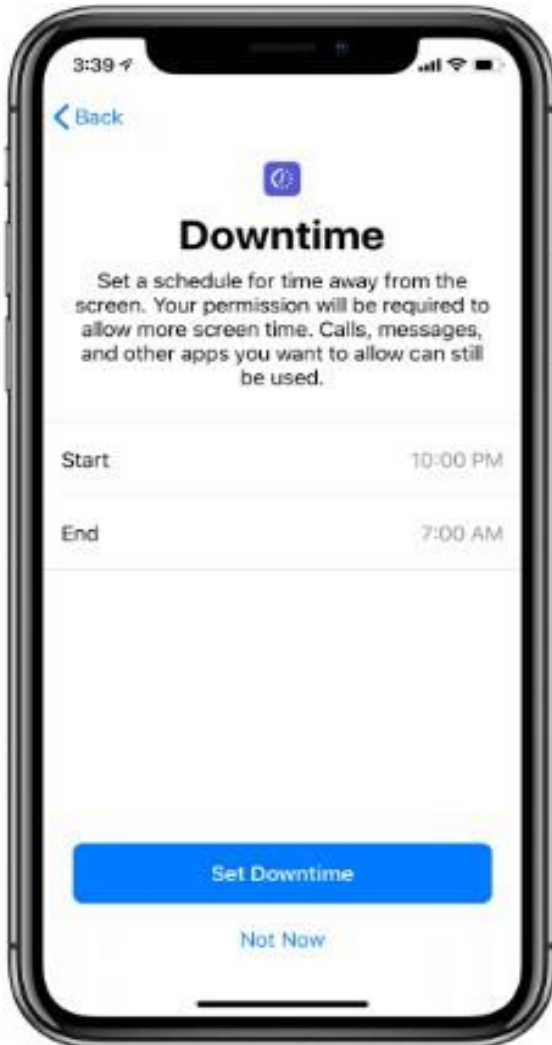 3:39
Back
Downtime
Set a schedule for time away from the
screen. Your permission will be required to
allow more screen time. Calls, messages,
and other apps you want to allow can still
be used.
Start 10:00 PM
End 7:00 AM
Set Downtime
Not Now